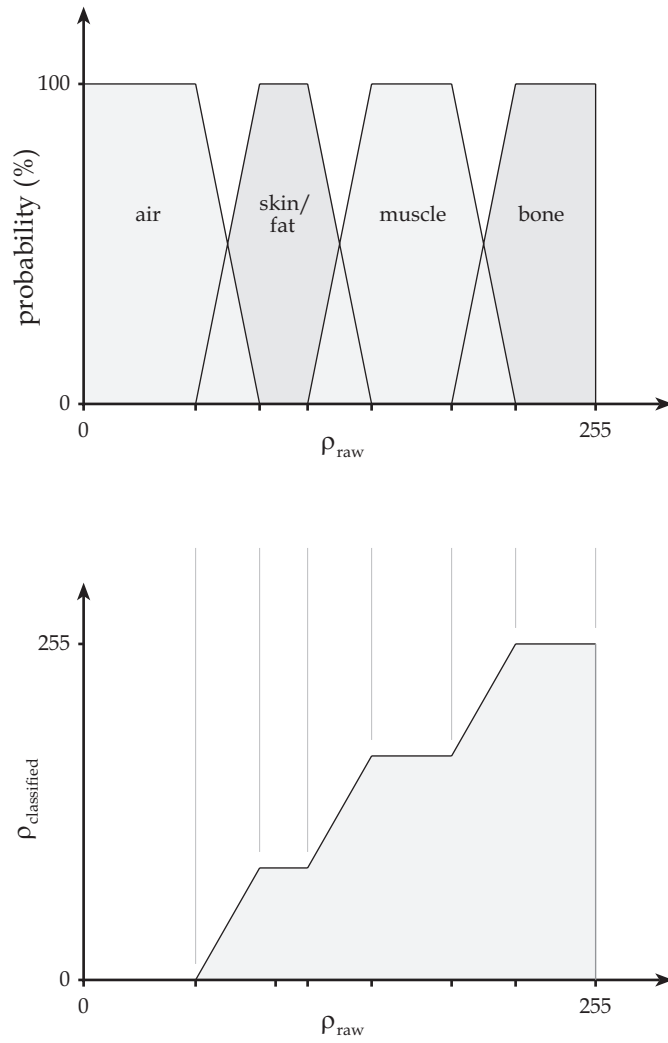 100
probability (%)
air
skin/
fat
muscle
bone
0
0
255
ρraw
255
ρclassified
0
0
255
ρraw